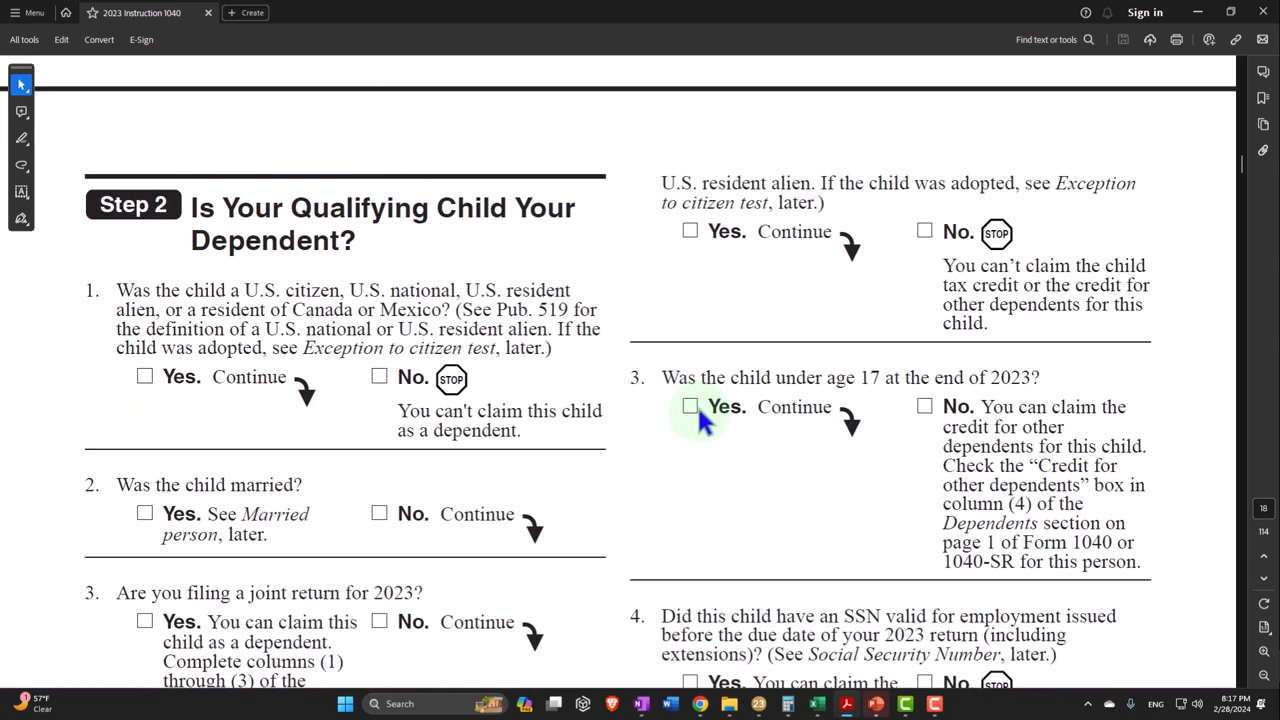 Menu
2023 Instruction 1040
Create
Sign in
All tools
Edit
Convert
E-Sign
Find text or tools
Step 2
Is Your Qualifying Child Your
Dependent?
1. Was the child a U.S. citizen, U.S. national, U.S. resident
alien, or a resident of Canada or Mexico? (See Pub. 519 for
the definition of a U.S. national or U.S. resident alien. If the
child was adopted, see Exception to citizen test, later.)
Yes. Continue
No. STOP
You can't claim this child
as a dependent.
2. Was the child married?
Yes. See Married
person, later.
No. Continue
3. Are you filing a joint return for 2023?
Yes. You can claim this
child as a dependent.
Complete columns (1)
through (3) of the
No. Continue
U.S. resident alien. If the child was adopted, see Exception
to citizen test, later.)
Yes. Continue
No. STOP
You can’t claim the child
tax credit or the credit for
other dependents for this
child.
3. Was the child under age 17 at the end of 2023?
Yes. Continue
No. You can claim the
credit for other
dependents for this child.
Check the “Credit for
other dependents” box in
column (4) of the
Dependents section on
page 1 of Form 1040 or
1040-SR for this person.
4. Did this child have an SSN valid for employment issued
before the due date of your 2023 return (including
extensions)? (See Social Security Number, later.)
Yes. You can claim the
No. STOP
18
114
57°F
Clear
Search
ENG
8:17 PM
2/28/2024